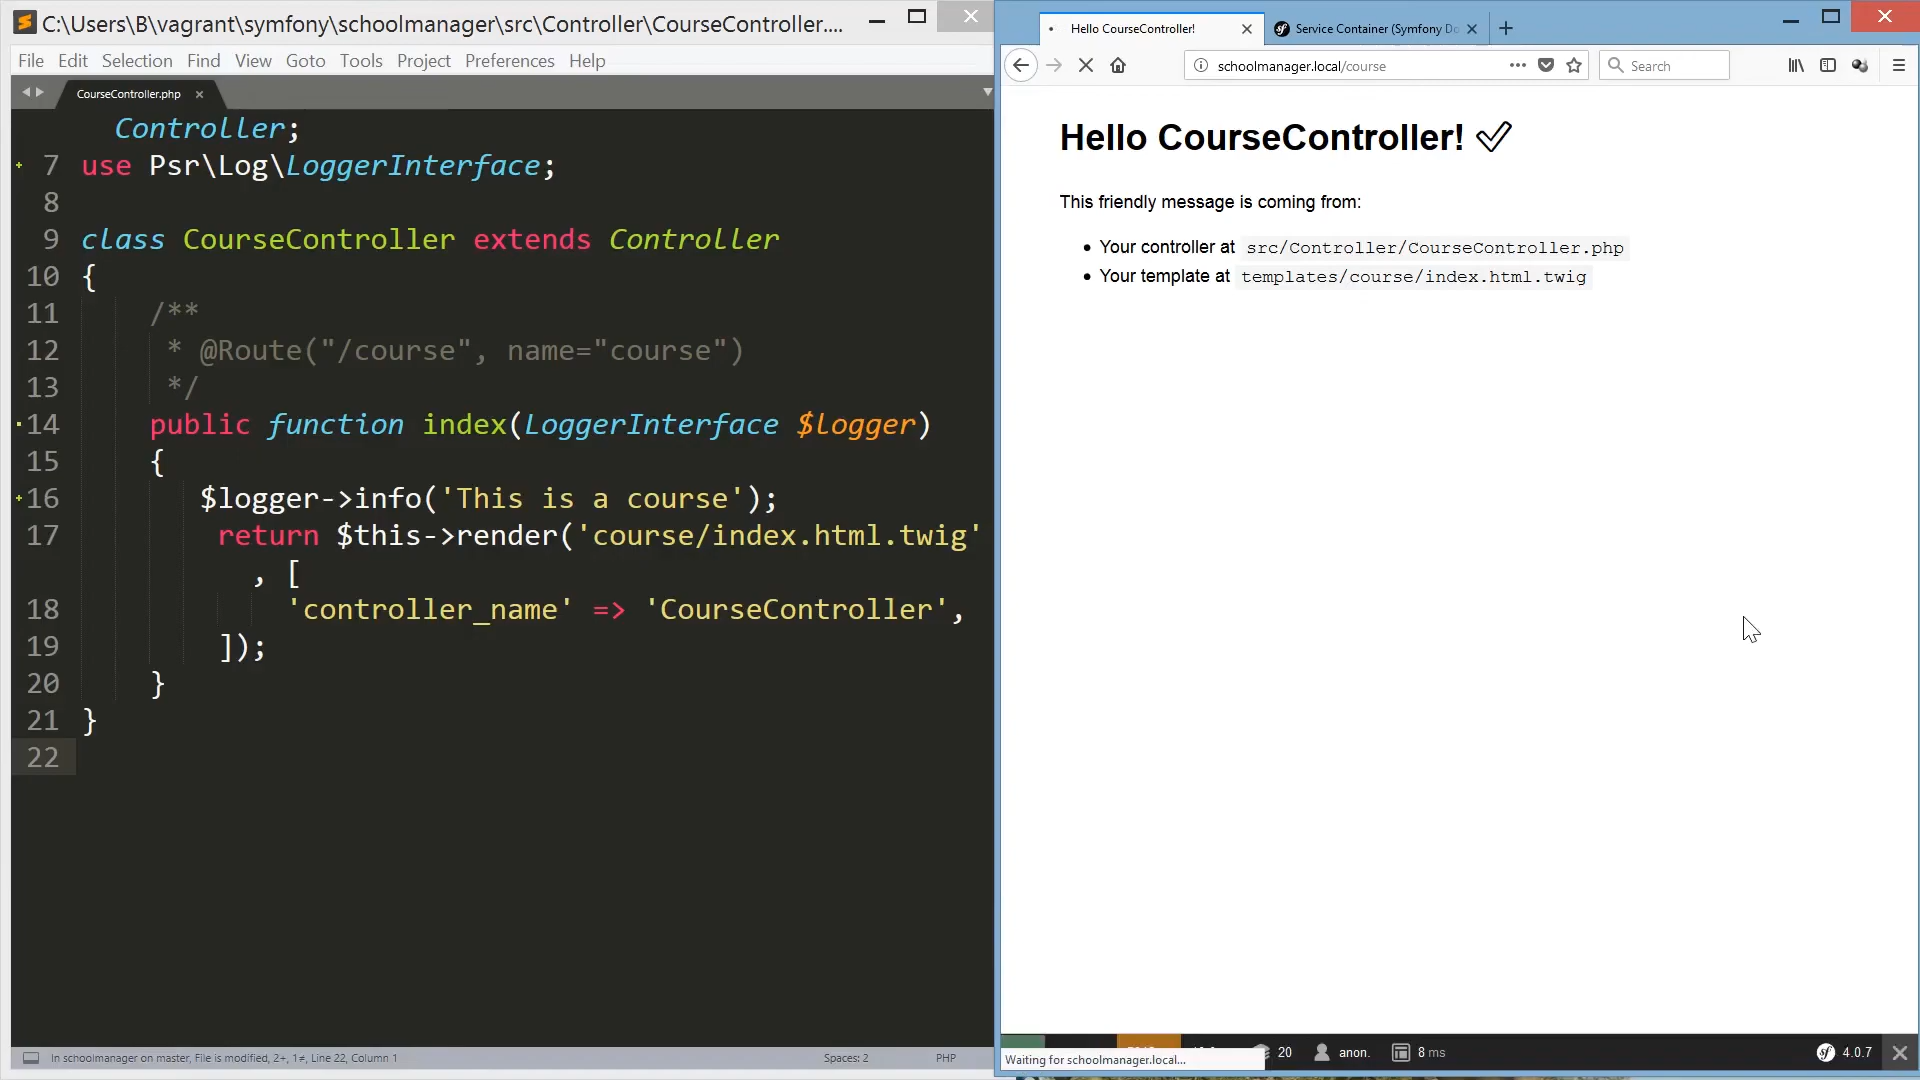 C:\Users\B\vagrant\symfony\schoolmanager\src\Controller\CourseController....
File Edit Selection Find View Goto Tools Project Preferences Help
CourseController.php
Controller;
7 use Psr\Log\LoggerInterface;
8
9 class CourseController extends Controller
10 {
11 /**
12 * @Route("/course", name="course")
13 */
14 public function index(LoggerInterface $logger)
15 {
16 $logger->info('This is a course');
17 return $this->render('course/index.html.twig'
, [
18 'controller_name' => 'CourseController',
19 ]);
20 }
21 }
22
In schoolmanager on master, File is modified, 2+, 1≠, Line 22, Column 1
Spaces: 2
PHP
Hello CourseController!
Service Container (Symfony Do
schoolmanager.local/course
Search
Hello CourseController! ✓
This friendly message is coming from:
• Your controller at src/Controller/CourseController.php
• Your template at templates/course/index.html.twig
Waiting for schoolmanager.local...
20 anon. 8 ms
sf 4.0.7